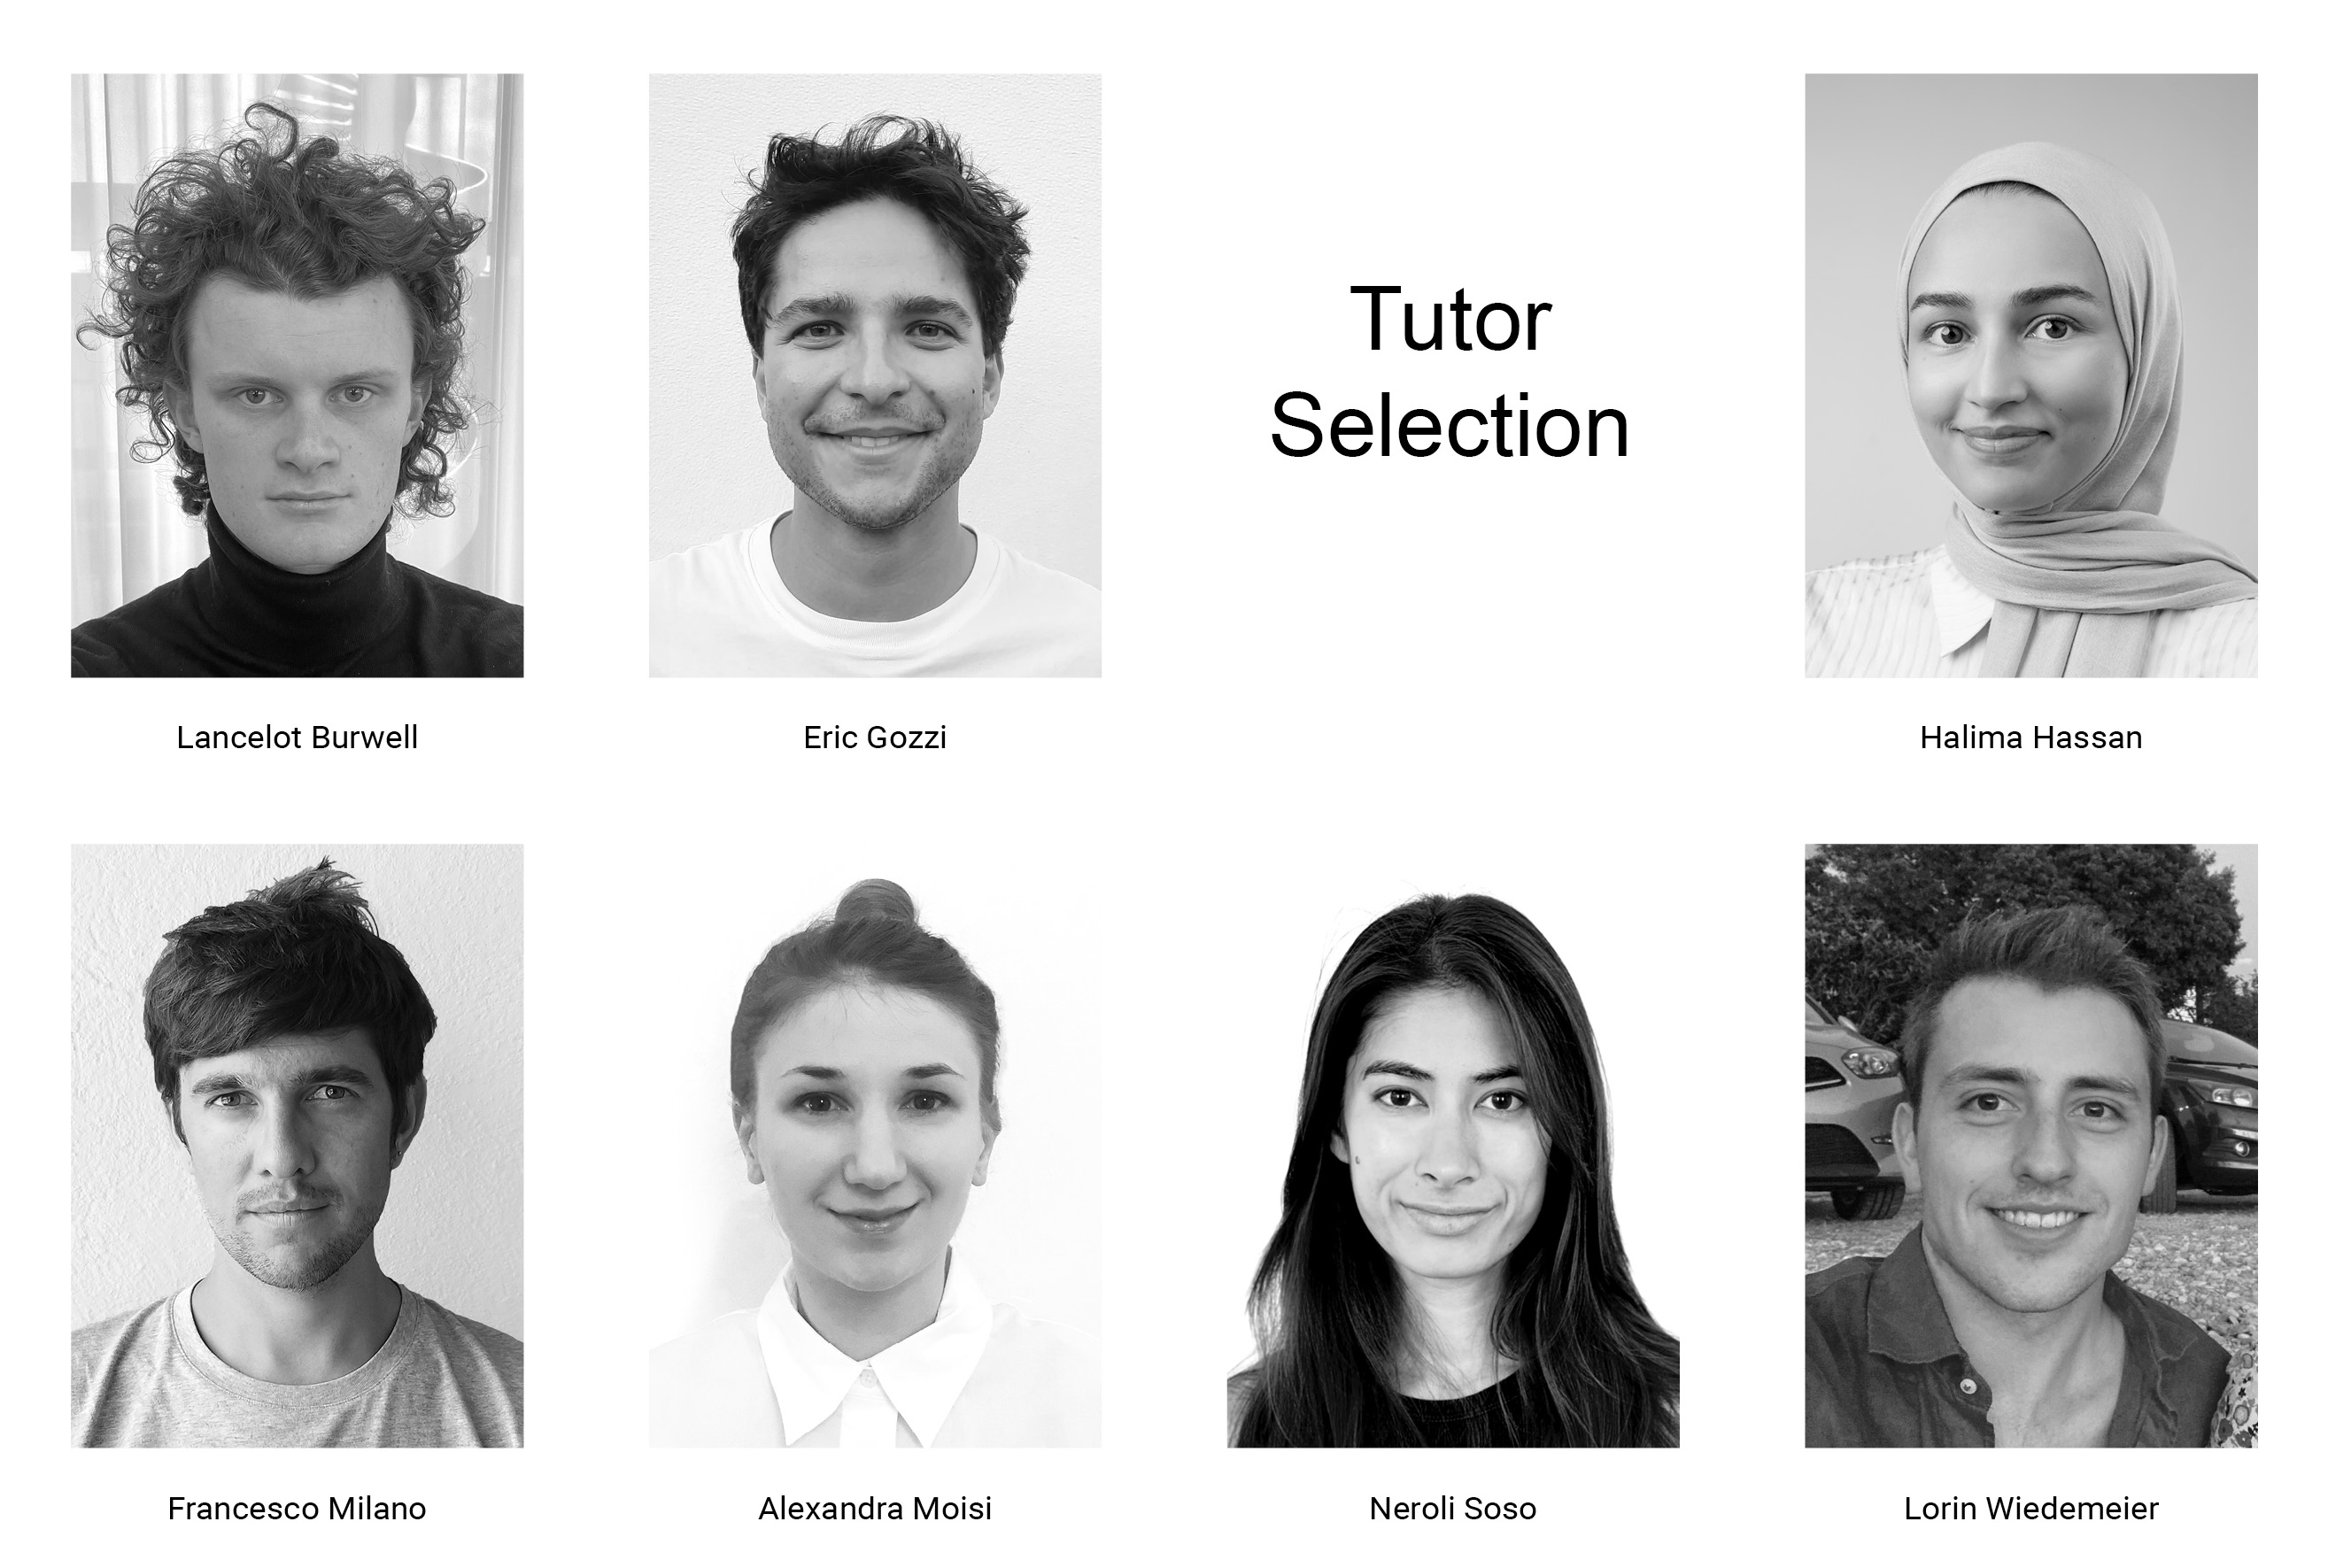 Tutor
Selection
Lancelot Burwell
Eric Gozzi
Halima Hassan
Francesco Milano
Alexandra Moisi
Neroli Soso
Lorin Wiedemeier